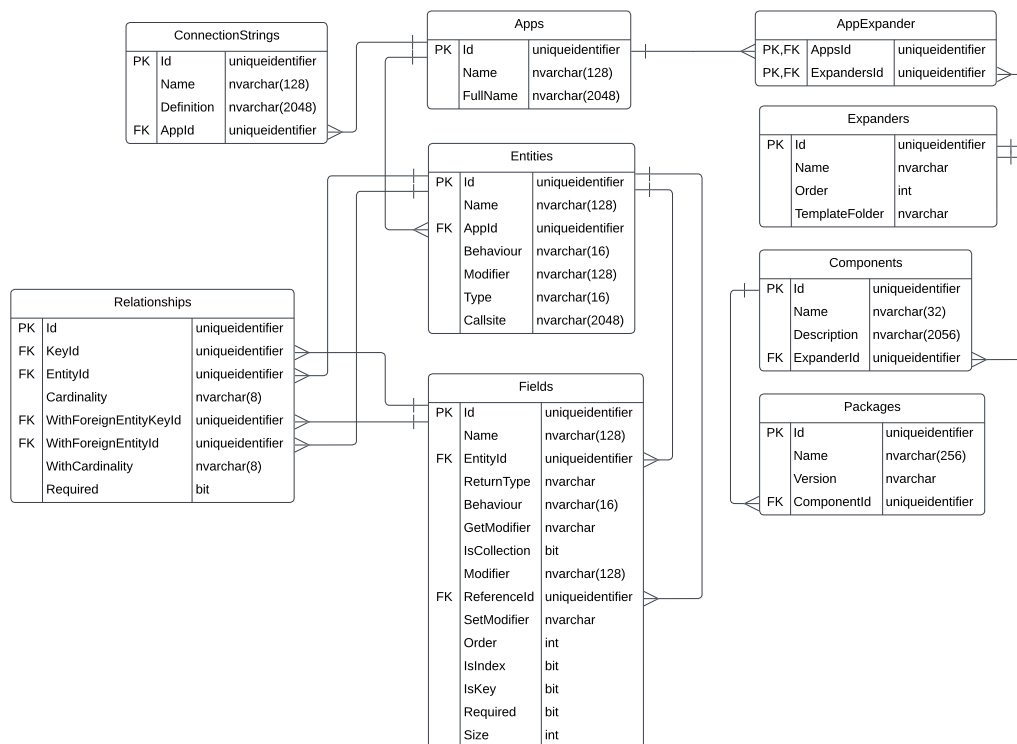 ConnectionStrings
PK Id uniqueidentifier
Name nvarchar(128)
Definition nvarchar(2048)
FK AppId uniqueidentifier
Apps
PK Id uniqueidentifier
Name nvarchar(128)
FullName nvarchar(2048)
AppExpander
PK,FK AppsId uniqueidentifier
PK,FK ExpandersId uniqueidentifier
Expanders
PK Id uniqueidentifier
Name nvarchar
Order int
TemplateFolder nvarchar
Entities
PK Id uniqueidentifier
Name nvarchar(128)
FK AppId uniqueidentifier
Behaviour nvarchar(16)
Modifier nvarchar(128)
Type nvarchar(16)
Callsite nvarchar(2048)
Components
PK Id uniqueidentifier
Name nvarchar(32)
Description nvarchar(2056)
FK ExpanderId uniqueidentifier
Relationships
PK Id uniqueidentifier
FK KeyId uniqueidentifier
FK EntityId uniqueidentifier
Cardinality nvarchar(8)
FK WithForeignEntityKeyId uniqueidentifier
FK WithForeignEntityId uniqueidentifier
WithCardinality nvarchar(8)
Required bit
Fields
PK Id uniqueidentifier
Name nvarchar(128)
FK EntityId uniqueidentifier
ReturnType nvarchar
Behaviour nvarchar(16)
GetModifier nvarchar
IsCollection bit
Modifier nvarchar(128)
FK ReferenceId uniqueidentifier
SetModifier nvarchar
Order int
IsIndex bit
IsKey bit
Required bit
Size int
Packages
PK Id uniqueidentifier
Name nvarchar(256)
Version nvarchar
FK ComponentId uniqueidentifier